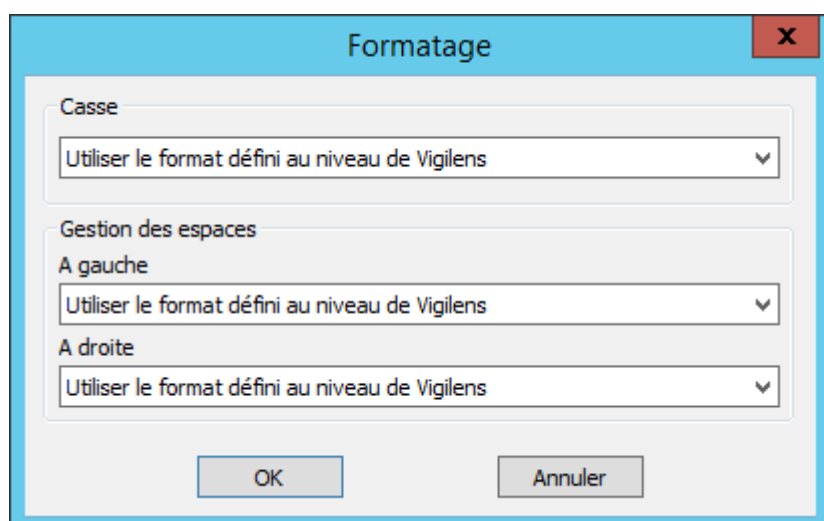 Formatage
x
Casse
Utiliser le format défini au niveau de Vigilens
Gestion des espaces
A gauche
Utiliser le format défini au niveau de Vigilens
A droite
Utiliser le format défini au niveau de Vigilens
OK Annuler